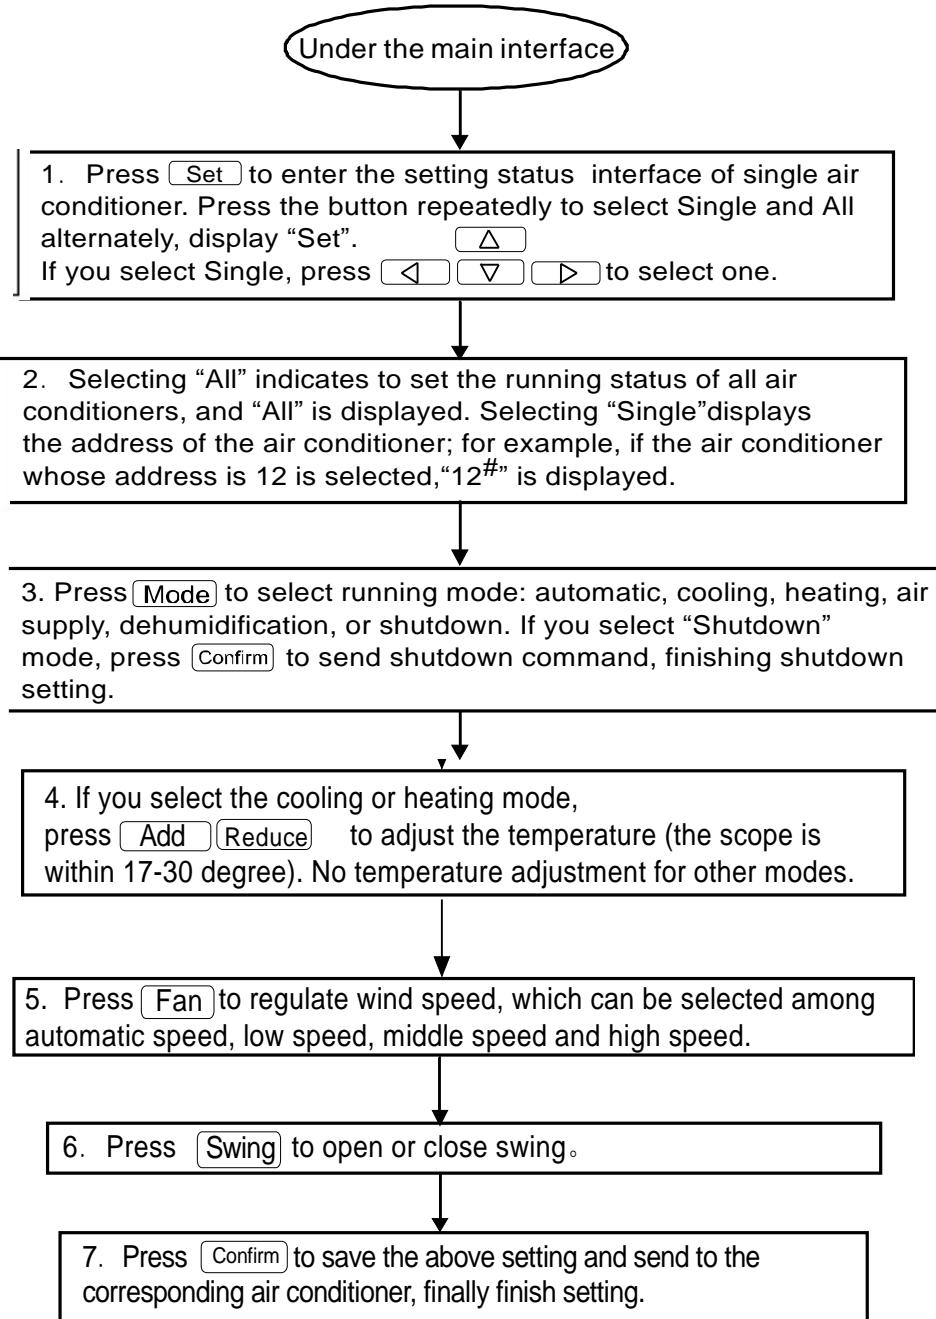 Under the main interface
1. Press Set to enter the setting status interface of single air
conditioner. Press the button repeatedly to select Single and All
alternately, display “Set”. △
If you select Single, press ◁ ▽ ▷ to select one.
2. Selecting “All” indicates to set the running status of all air
conditioners, and “All” is displayed. Selecting “Single”displays
the address of the air conditioner; for example, if the air conditioner
whose address is 12 is selected,“12#” is displayed.
3. Press Mode to select running mode: automatic, cooling, heating, air
supply, dehumidification, or shutdown. If you select “Shutdown”
mode, press Confirm to send shutdown command, finishing shutdown
setting.
4. If you select the cooling or heating mode,
press Add Reduce to adjust the temperature (the scope is
within 17-30 degree). No temperature adjustment for other modes.
5. Press Fan to regulate wind speed, which can be selected among
automatic speed, low speed, middle speed and high speed.
6. Press Swing to open or close swing。
7. Press Confirm to save the above setting and send to the
corresponding air conditioner, finally finish setting.